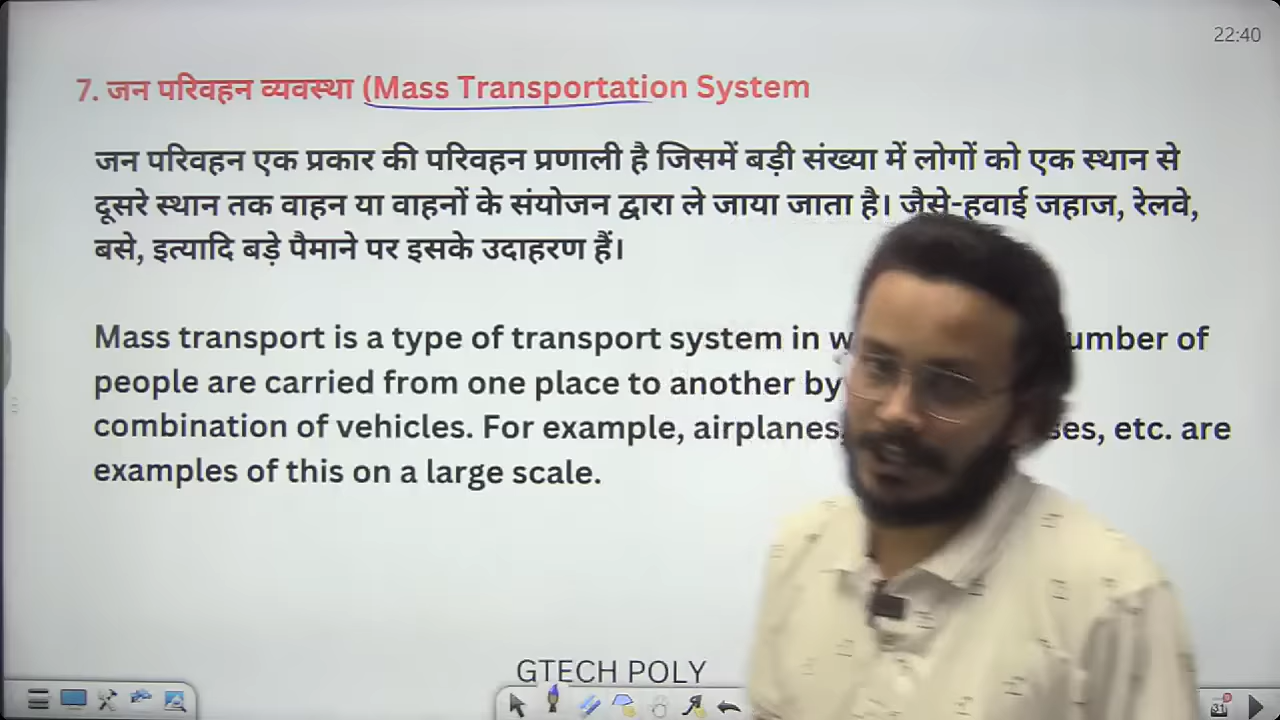 22:40
7. जन परिवहन व्यवस्था (Mass Transportation System
जन परिवहन एक प्रकार की परिवहन प्रणाली है जिसमें बड़ी संख्या में लोगों को एक स्थान से
दूसरे स्थान तक वाहन या वाहनों के संयोजन द्वारा ले जाया जाता है। जैसे-हवाई जहाज, रेलवे,
बसे, इत्यादि बड़े पैमाने पर इसके उदाहरण हैं।
Mass transport is a type of transport system in umber of
people are carried from one place to another by
combination of vehicles. For example, airplanes, ses, etc. are
examples of this on a large scale.
GTECH POLY
31